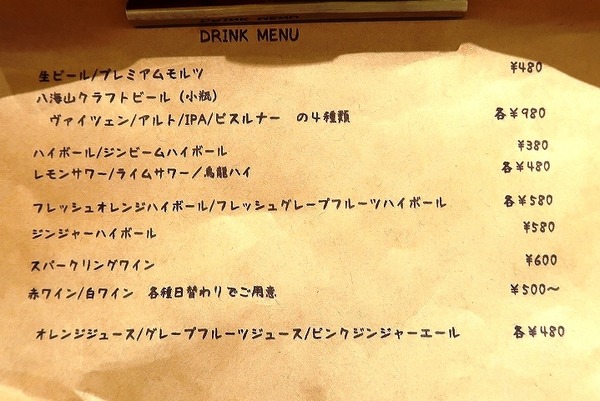 DRINK MENU
生ビール/プレミアムモルツ ¥480
八海山クラフトビール (小瓶)
ヴァイツェン/アルト/IPA/ピスルナー の4種類 各¥980
ハイボール/ジンビームハイボール ¥380
レモンサワー/ライムサワー/烏龍ハイ 各¥480
フレッシュオレンジハイボール/フレッシュグレープフルーツハイボール 各¥580
ジンジャーハイボール ¥580
スパークリングワイン ¥600
赤ワイン/白ワイン 各種日替わりでご用意 ¥500〜
オレンジジュース/グレープフルーツジュース/ピンクジンジャーエール 各¥480